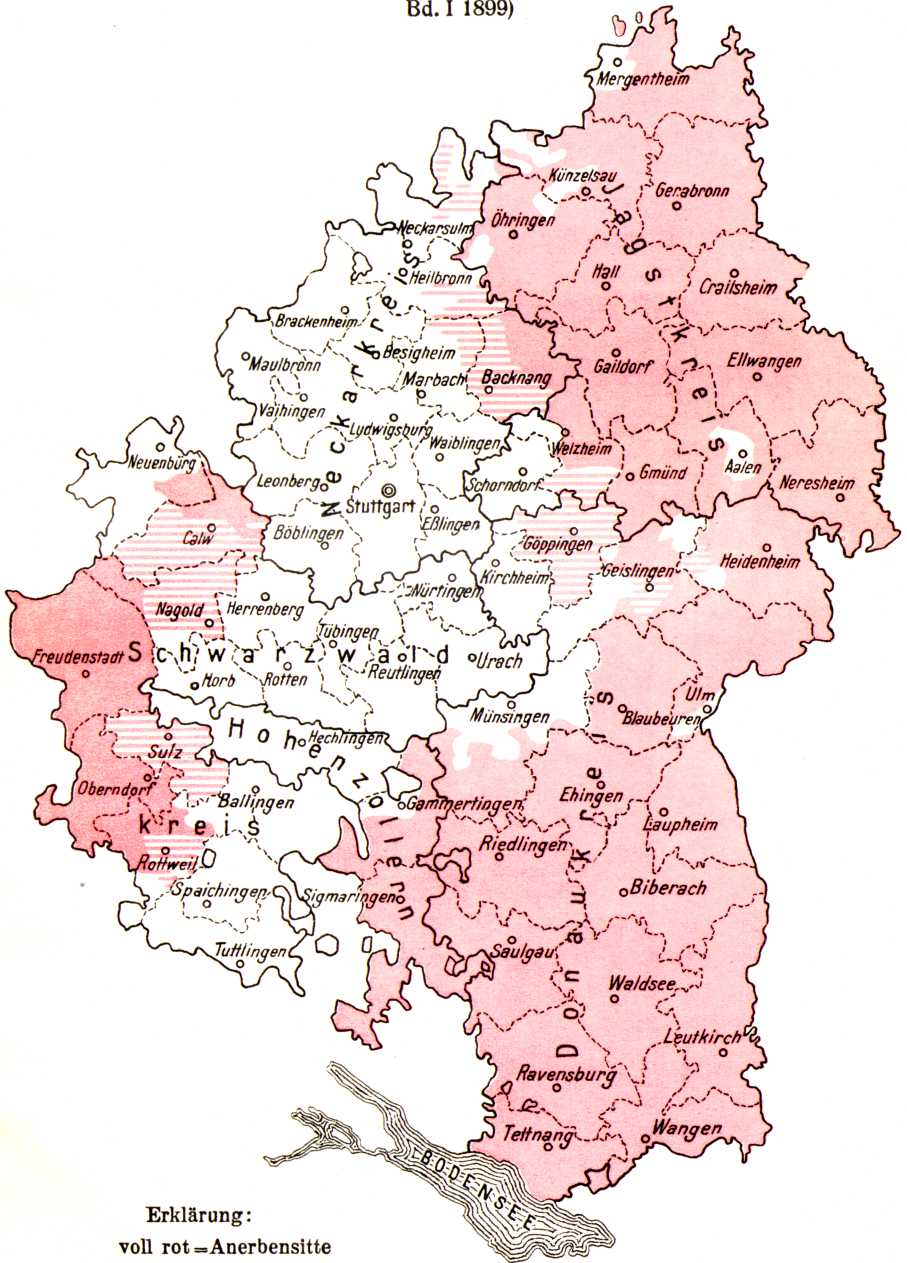 Bd. I 1899)
Mergentheim
Künzelsau
Gerabronn
Öhringen
Jagstkreis
Neckarsulm
Heilbronn
Hall
Crailsheim
Brackenheim
Besigheim
Maulbronn
Marbach
Backnang
Gaildorf
Ellwangen
Vaihingen
Ludwigsburg
Waiblingen
Welzheim
Neckarkreis
Neuenbürg
Leonberg
Stuttgart
Schorndorf
Gmünd
Aalen
Neresheim
Calw
Böblingen
Eßlingen
Göppingen
Geislingen
Heidenheim
Kirchheim
Nürtingen
Nagold
Herrenberg
Tübingen
Freudenstadt
Schwarzwald
Horb
Rotten
Reutlingen
Urach
Münsingen
Blaubeuren
Ulm
Hohenzollern
Hechlingen
Sulz
Oberndorf
Ballingen
Gammertingen
Ehingen
Laupheim
kreis
Rottweil
Riedlingen
Spaichingen
Sigmaringen
Biberach
Tuttlingen
Saulgau
Waldsee
Donaukreis
Leutkirch
Ravensburg
Tettnang
Wangen
BODENSEE
Erklärung:
voll rot=Anerbensitte